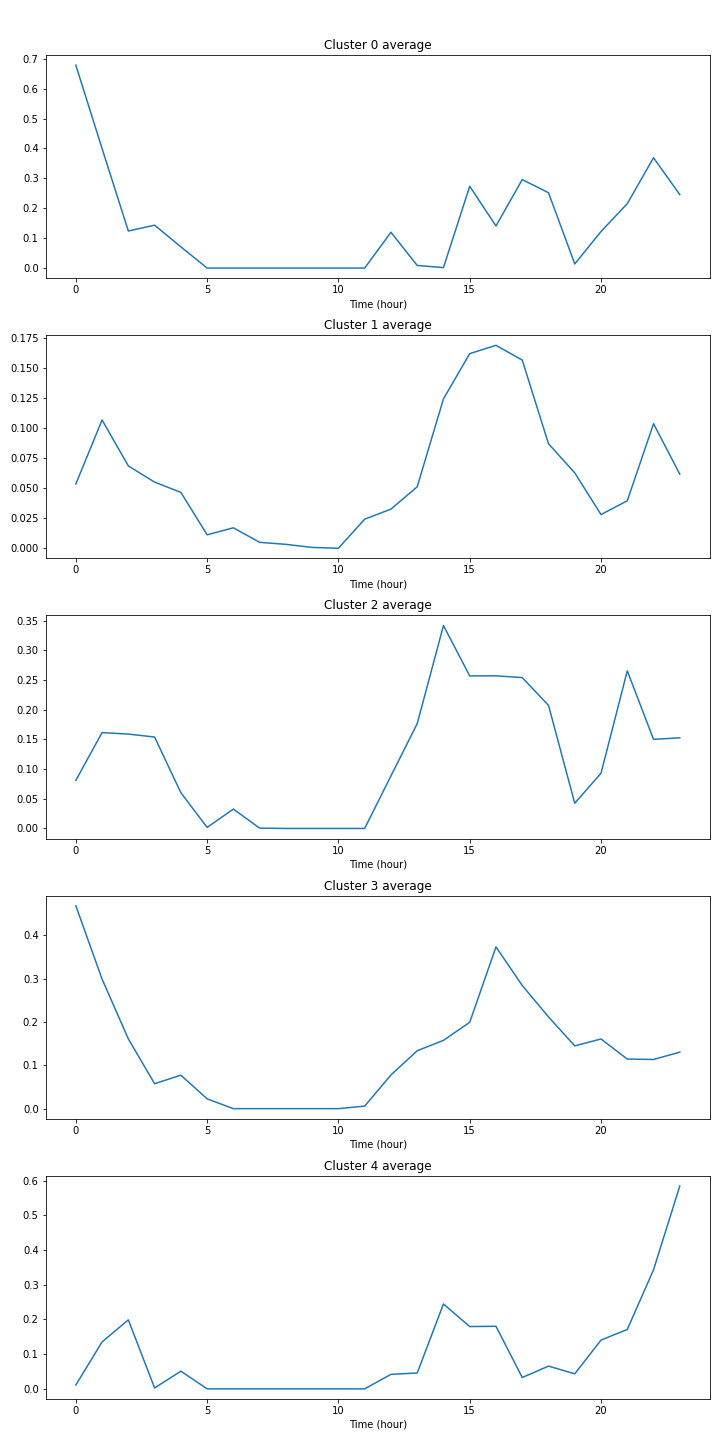 Cluster 0 average
0.7
0.6
0.5
0.4
0.3
0.2
0.1
0.0
0 5 10 15 20
Time (hour)
Cluster 1 average
0.175
0.150
0.125
0.100
0.075
0.050
0.025
0.000
0 5 10 15 20
Time (hour)
Cluster 2 average
0.35
0.30
0.25
0.20
0.15
0.10
0.05
0.00
0 5 10 15 20
Time (hour)
Cluster 3 average
0.4
0.3
0.2
0.1
0.0
0 5 10 15 20
Time (hour)
Cluster 4 average
0.6
0.5
0.4
0.3
0.2
0.1
0.0
0 5 10 15 20
Time (hour)